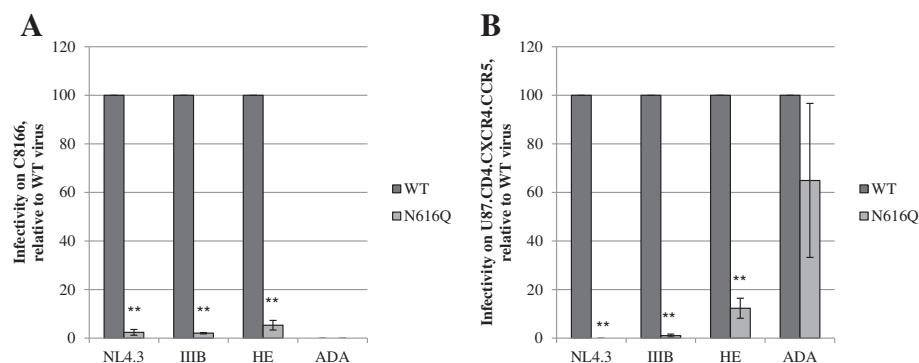 A
Infectivity on C8166,
relative to WT virus
120
100
80
60
40
20
0
**
**
**
NL4.3 IIIB HE ADA
WT
N616Q
B
Infectivity on U87.CD4.CXCR4.CCR5,
relative to WT virus
120
100
80
60
40
20
0
**
**
**
NL4.3 IIIB HE ADA
WT
N616Q